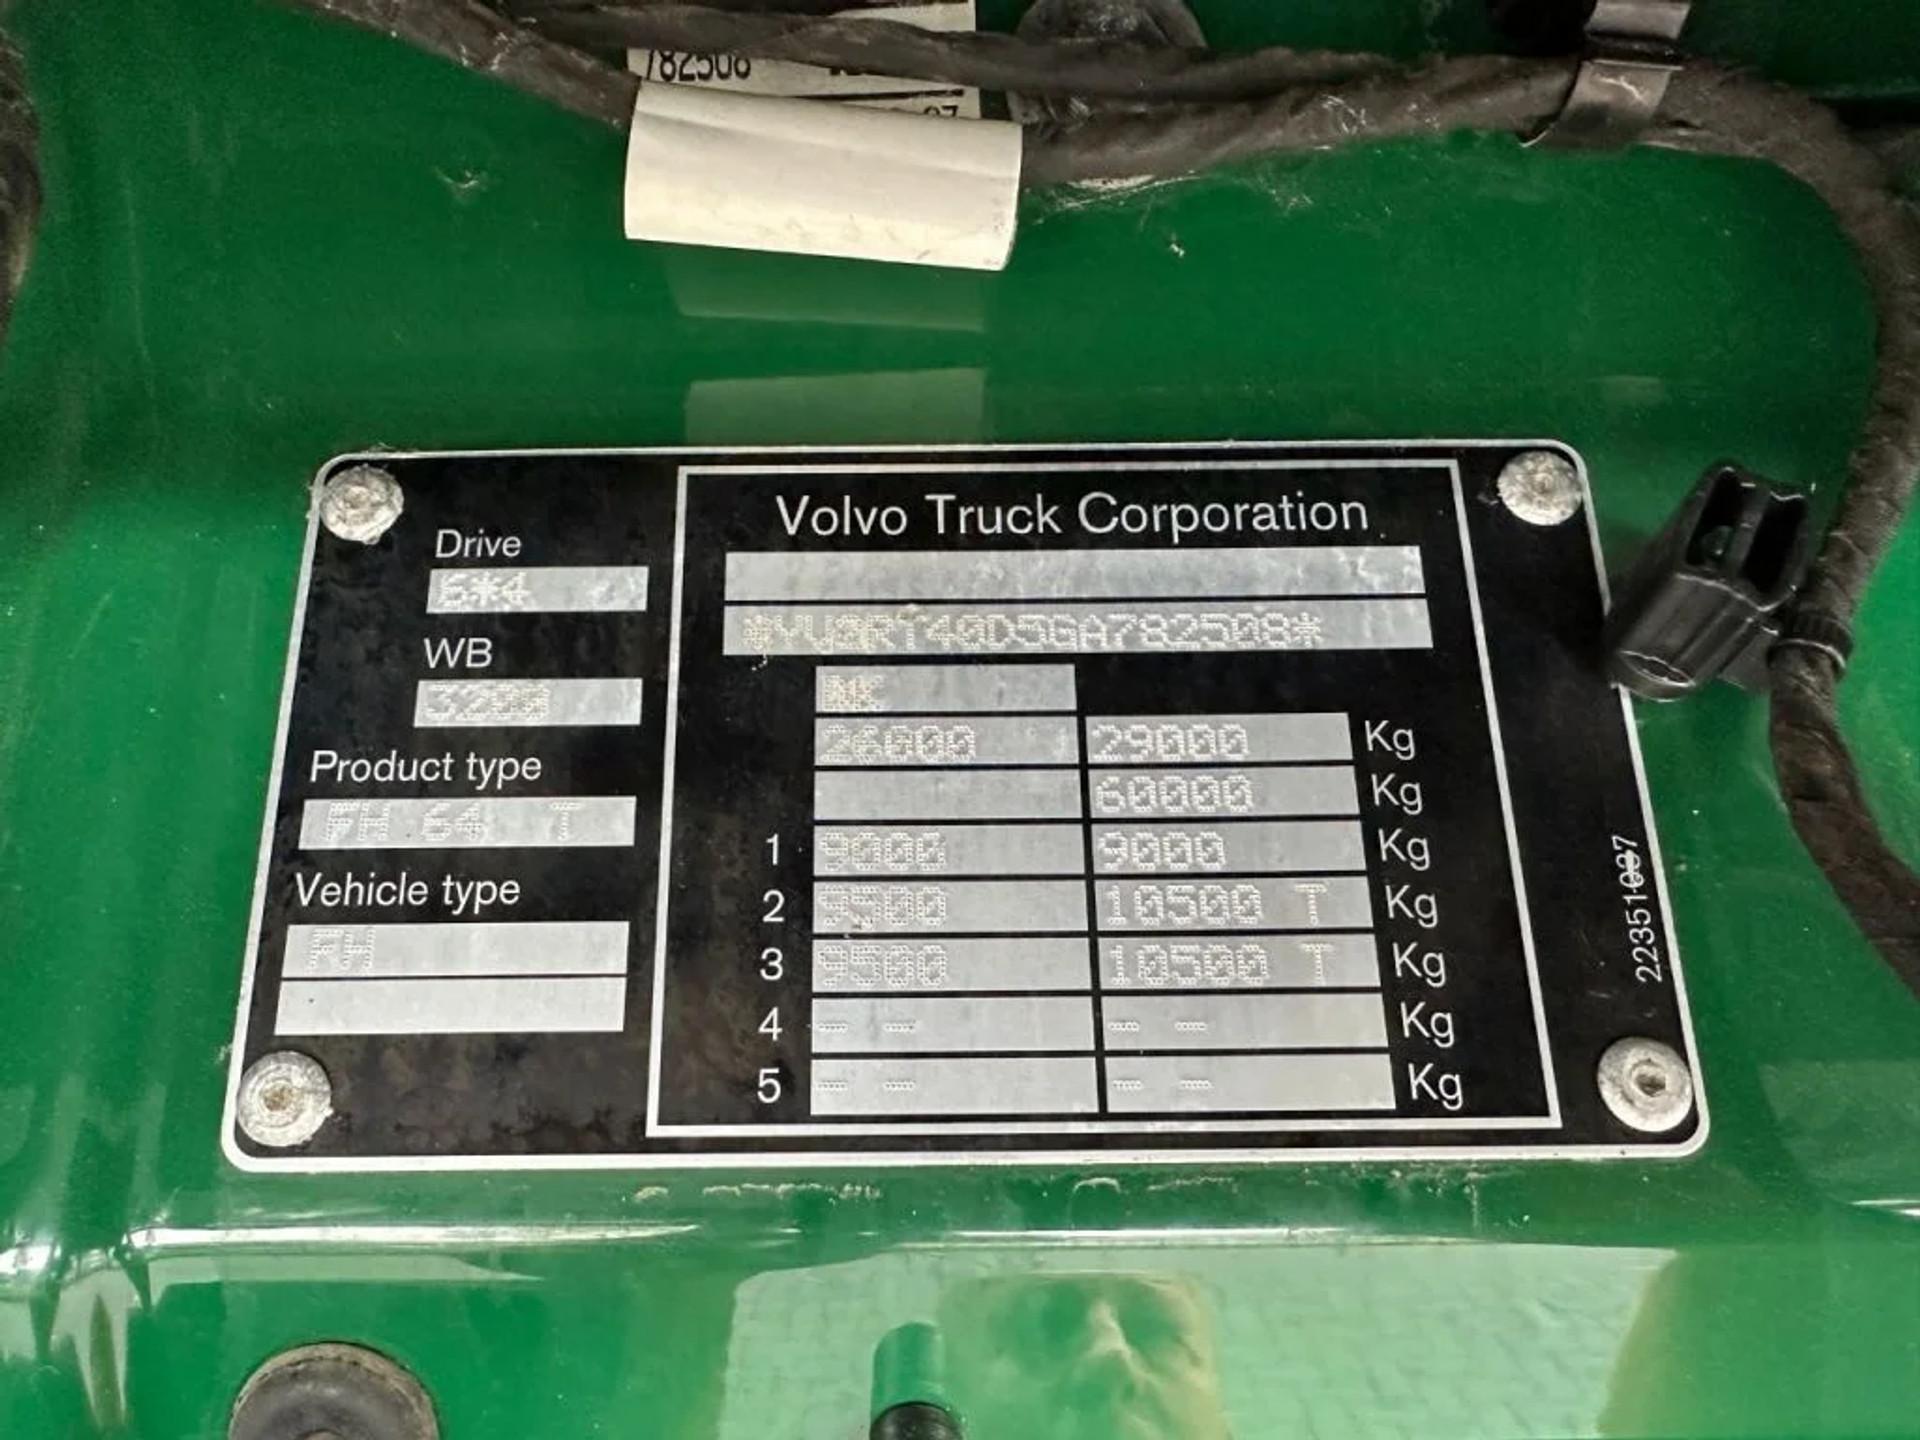 782508
07
Volvo Truck Corporation
Drive
6*4
*YV2RT40D5GA782508*
WB
3200
DK
26000 29000 Kg
Product type
60000 Kg
FH 64 T
1 9000 9000 Kg
Vehicle type
2 9500 10500 T Kg
FH
3 9500 10500 T Kg
4 -- -- -- -- Kg
5 -- -- -- -- Kg
22351037